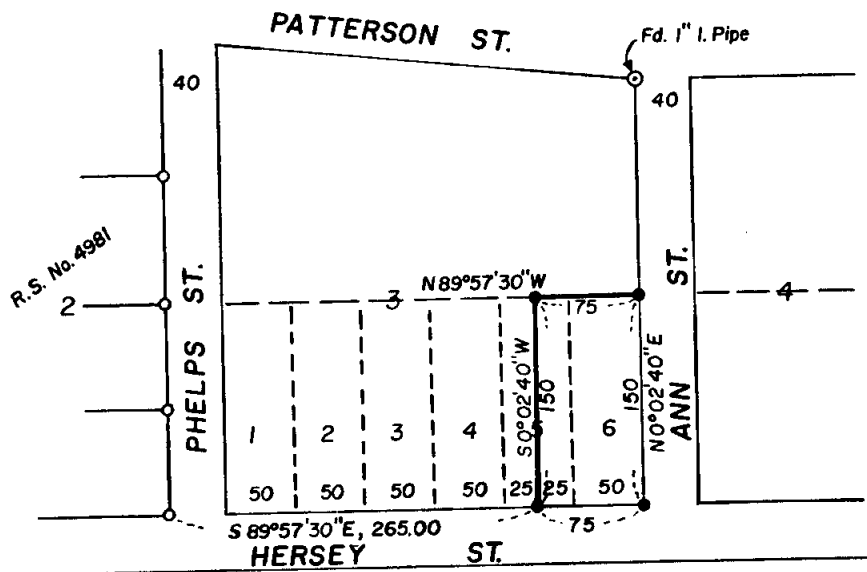 PATTERSON ST.
Fd. 1" I. Pipe
40
40
R.S. No. 4981
2
PHELPS ST.
N 89°57'30"W
3
75
4
S 0°02'40"W
150
150
N 0°02'40"E
ANN ST.
1
2
3
4
5
6
50
50
50
50
25
25
50
S 89°57'30"E, 265.00
75
HERSEY ST.